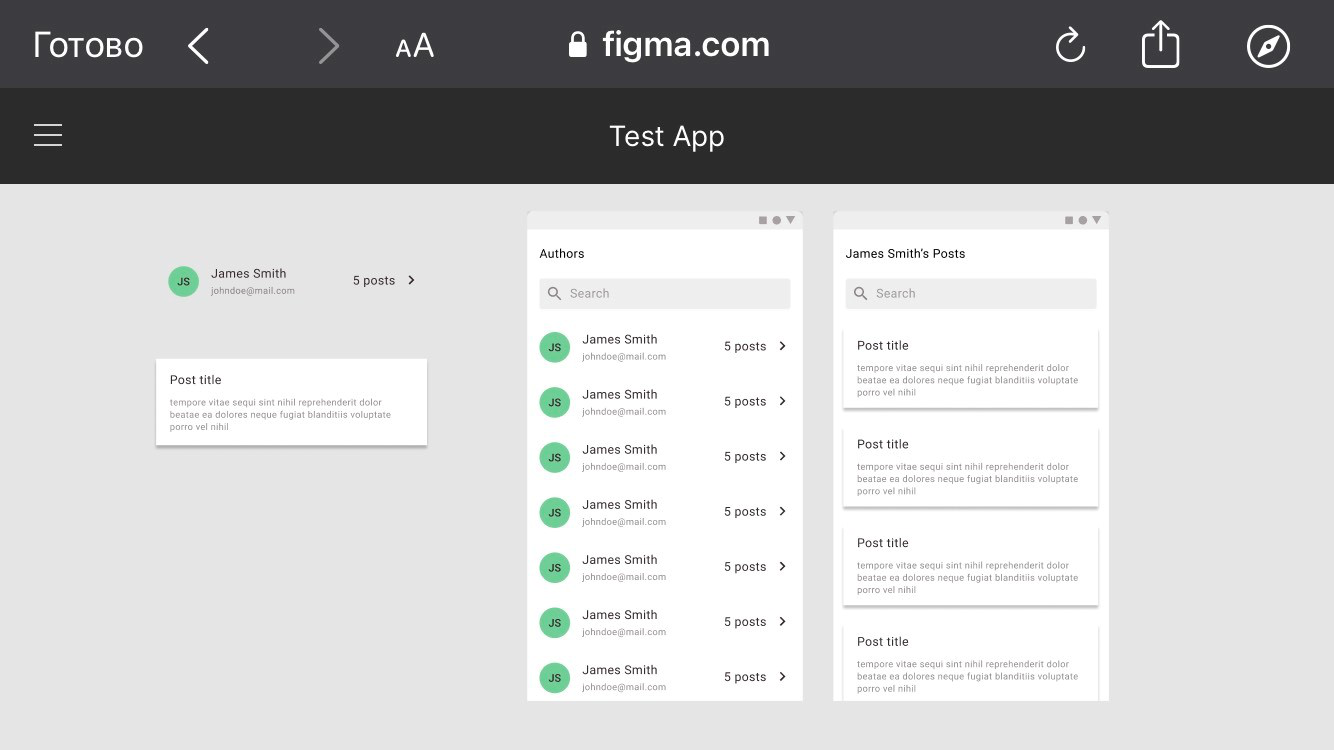 Готово
AA
figma.com
Test App
JS
James Smith
johndoe@mail.com
5 posts
Post title
tempore vitae sequi sint nihil reprehenderit dolor
beatae ea dolores neque fugiat blanditiis voluptate
porro vel nihil
Authors
Search
JS
James Smith
johndoe@mail.com
5 posts
JS
James Smith
johndoe@mail.com
5 posts
JS
James Smith
johndoe@mail.com
5 posts
JS
James Smith
johndoe@mail.com
5 posts
JS
James Smith
johndoe@mail.com
5 posts
JS
James Smith
johndoe@mail.com
5 posts
JS
James Smith
johndoe@mail.com
5 posts
James Smith's Posts
Search
Post title
tempore vitae sequi sint nihil reprehenderit dolor
beatae ea dolores neque fugiat blanditiis voluptate
porro vel nihil
Post title
tempore vitae sequi sint nihil reprehenderit dolor
beatae ea dolores neque fugiat blanditiis voluptate
porro vel nihil
Post title
tempore vitae sequi sint nihil reprehenderit dolor
beatae ea dolores neque fugiat blanditiis voluptate
porro vel nihil
Post title
tempore vitae sequi sint nihil reprehenderit dolor
beatae ea dolores neque fugiat blanditiis voluptate
porro vel nihil